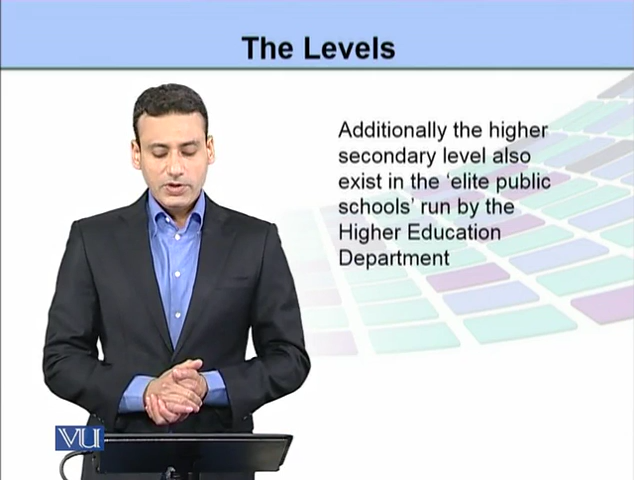 The Levels
Additionally the higher
secondary level also
exist in the ‘elite public
schools’ run by the
Higher Education
Department
VU